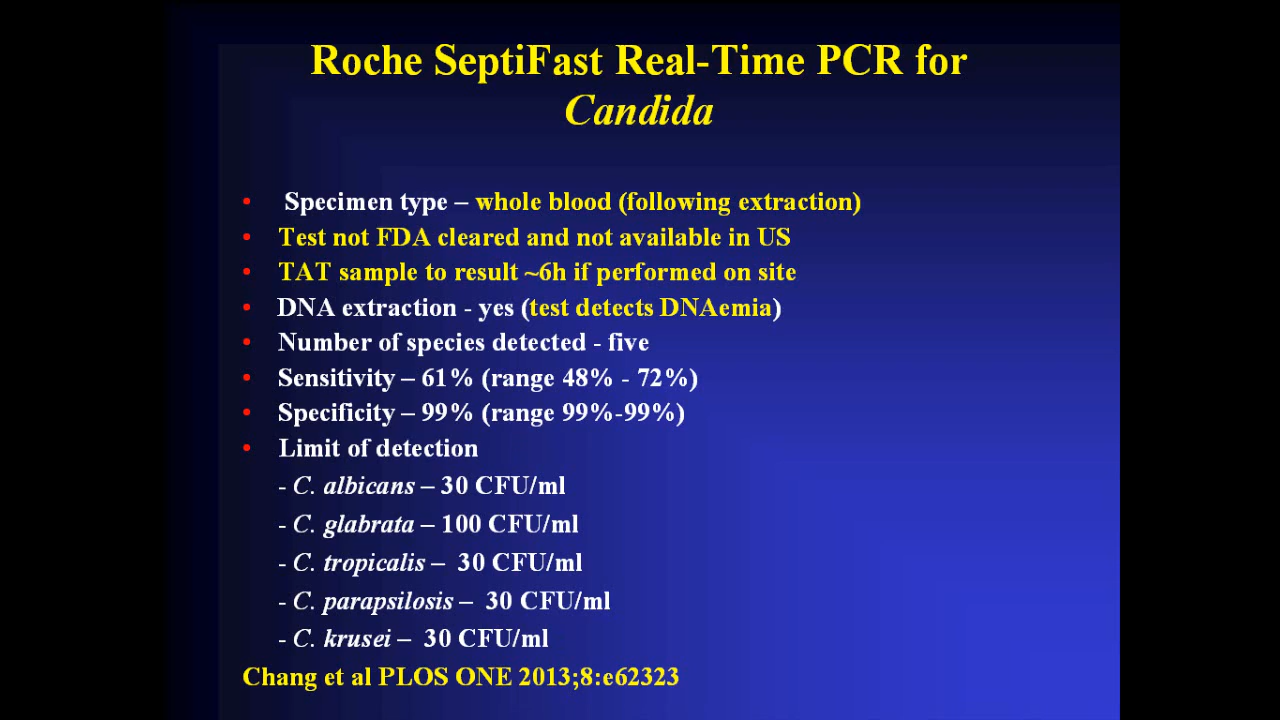 Roche SeptiFast Real-Time PCR for
Candida
• Specimen type – whole blood (following extraction)
• Test not FDA cleared and not available in US
• TAT sample to result ~6h if performed on site
• DNA extraction - yes (test detects DNAemia)
• Number of species detected - five
• Sensitivity – 61% (range 48% - 72%)
• Specificity – 99% (range 99%-99%)
• Limit of detection
- C. albicans – 30 CFU/ml
- C. glabrata – 100 CFU/ml
- C. tropicalis – 30 CFU/ml
- C. parapsilosis – 30 CFU/ml
- C. krusei – 30 CFU/ml
Chang et al PLOS ONE 2013;8:e62323